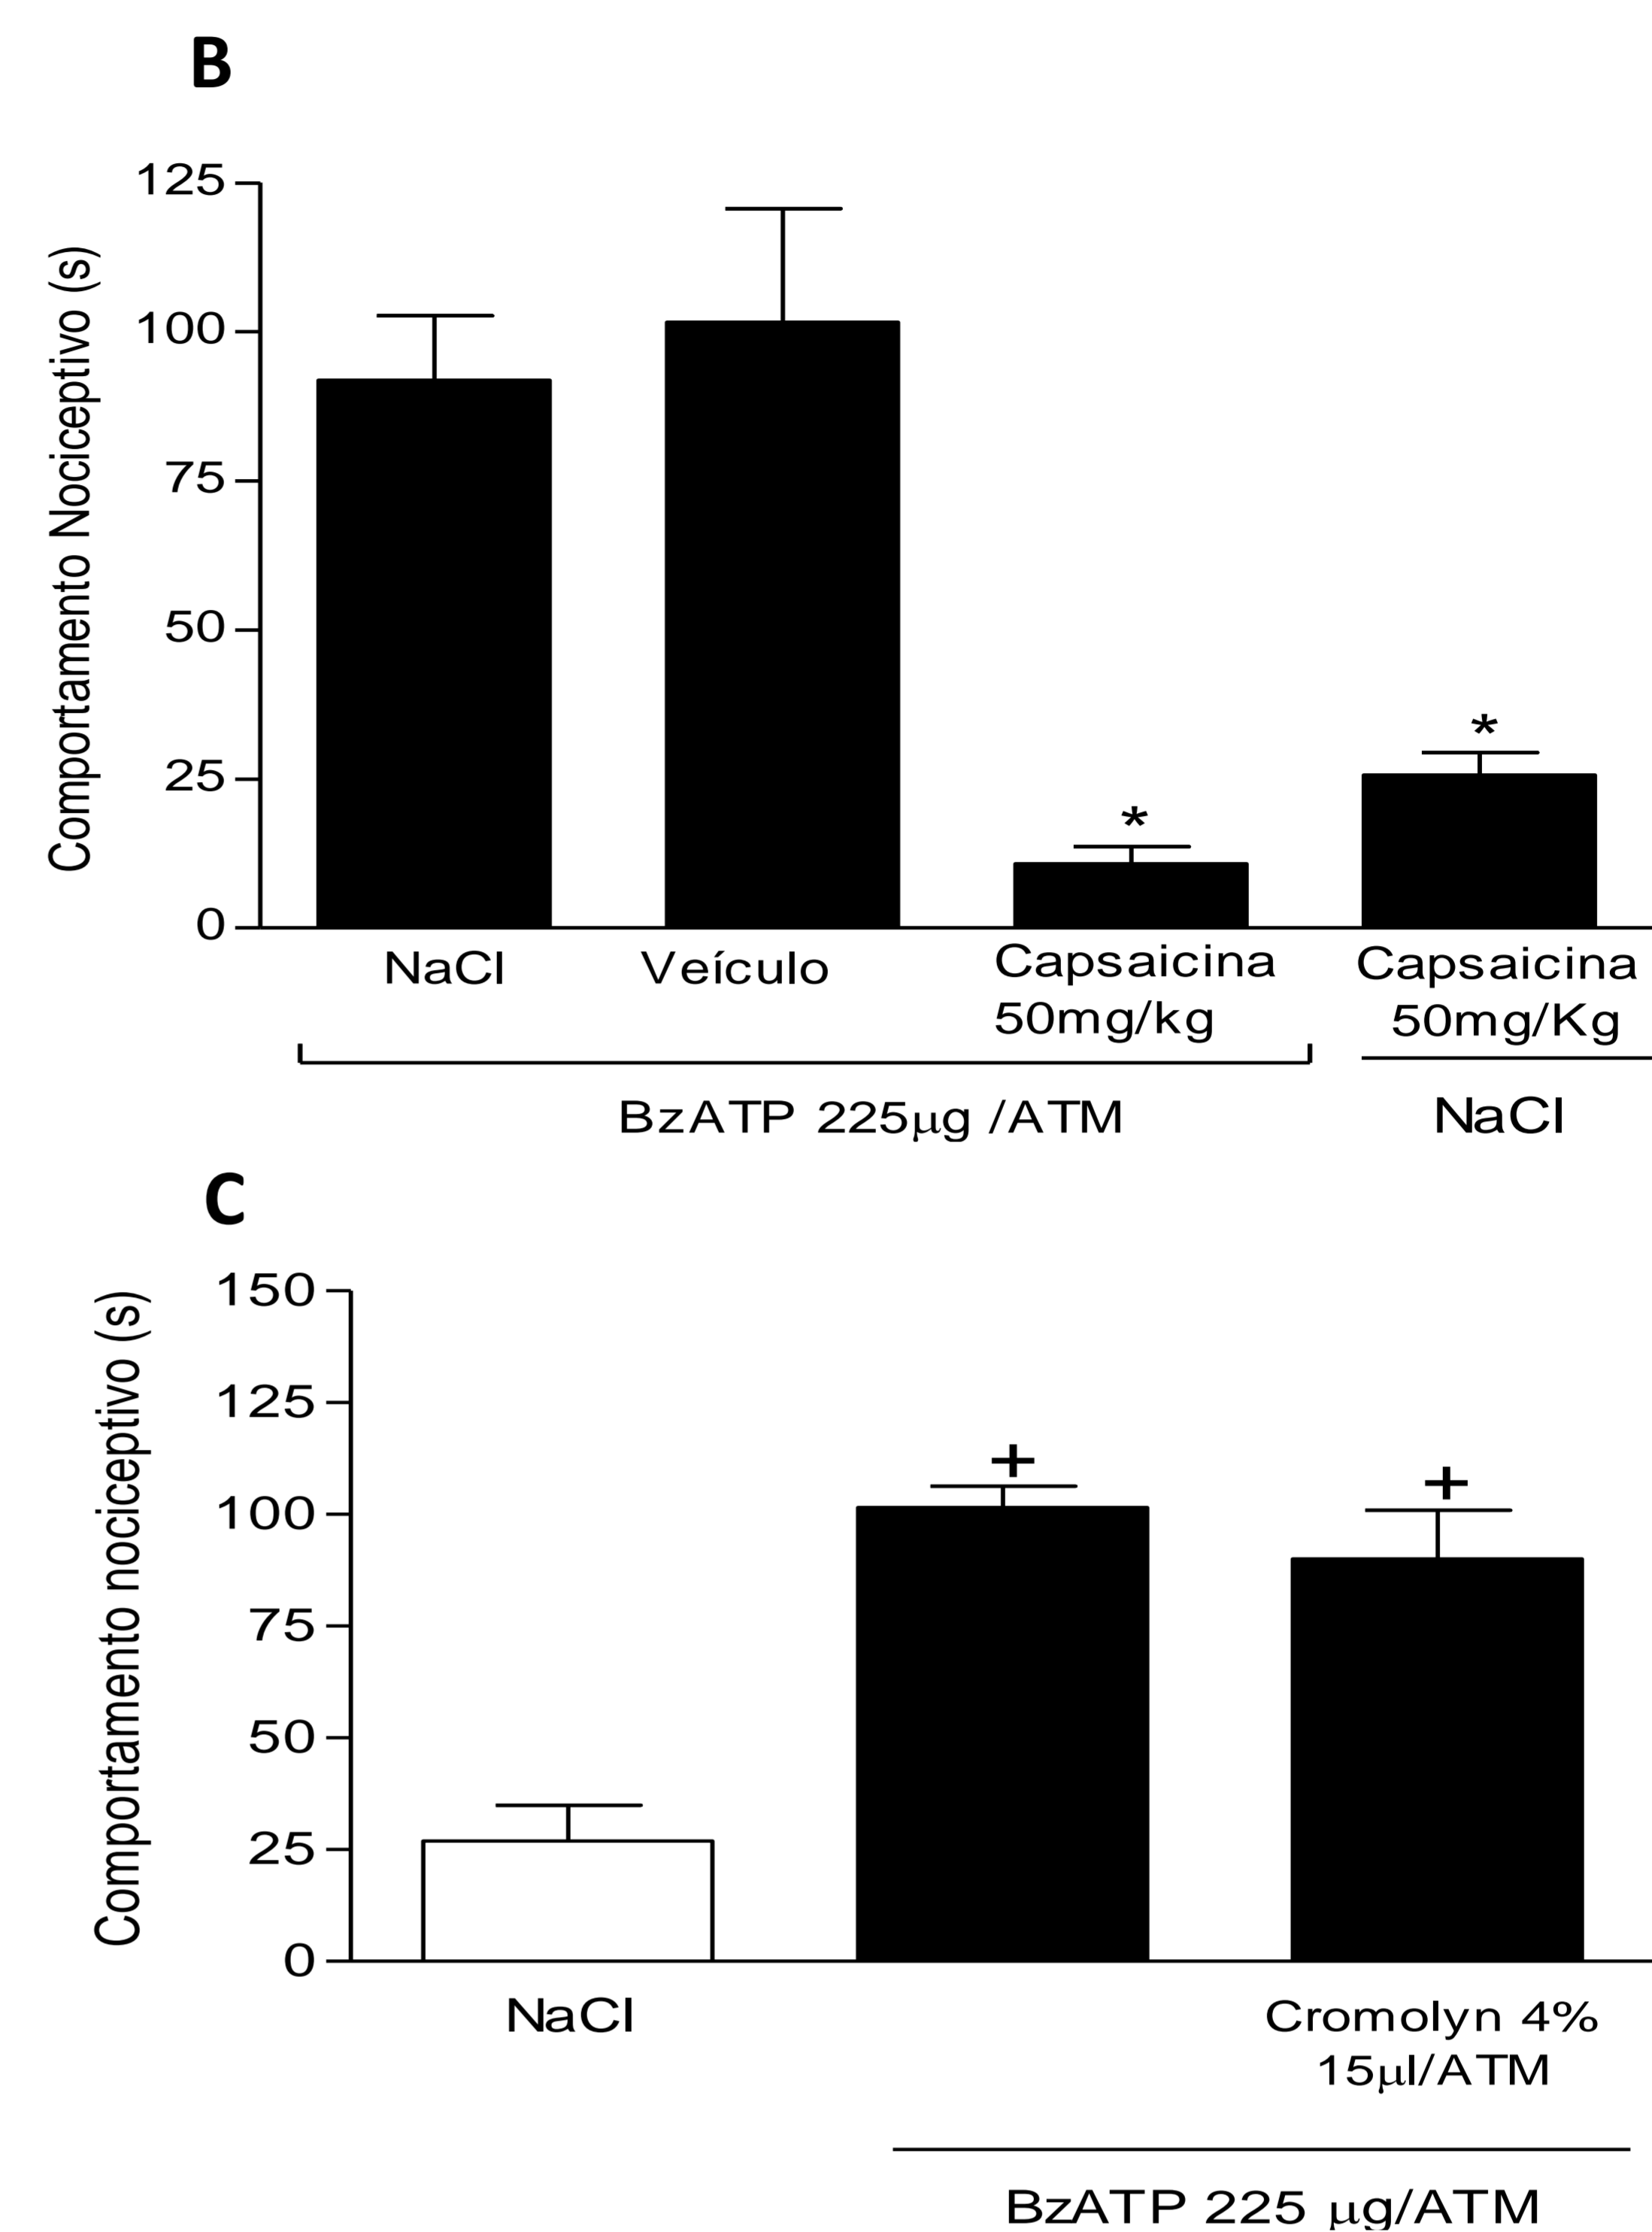 B
Comportamento Nociceptivo (s)
125
100
75
50
25
0
*
*
NaCl
Veículo
Capsaicina
50mg/kg
Capsaicina
50mg/Kg
BzATP 225µg /ATM
NaCl
C
Comportamento nociceptivo (s)
150
125
100
75
50
25
0
+
+
NaCl
Cromolyn 4%
15µl/ATM
BzATP 225 µg/ATM